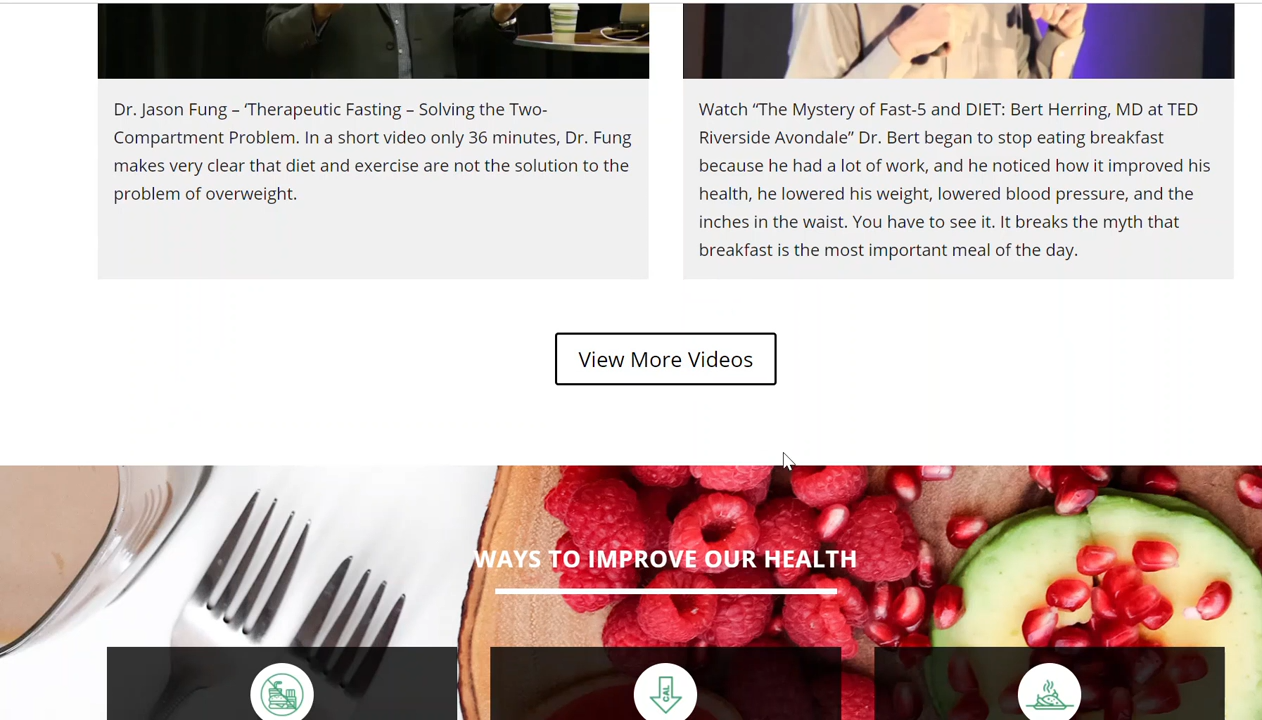 Dr. Jason Fung – ‘Therapeutic Fasting – Solving the Two-
Compartment Problem. In a short video only 36 minutes, Dr. Fung
makes very clear that diet and exercise are not the solution to the
problem of overweight.
Watch “The Mystery of Fast-5 and DIET: Bert Herring, MD at TED
Riverside Avondale” Dr. Bert began to stop eating breakfast
because he had a lot of work, and he noticed how it improved his
health, he lowered his weight, lowered blood pressure, and the
inches in the waist. You have to see it. It breaks the myth that
breakfast is the most important meal of the day.
View More Videos
WAYS TO IMPROVE OUR HEALTH
CAL